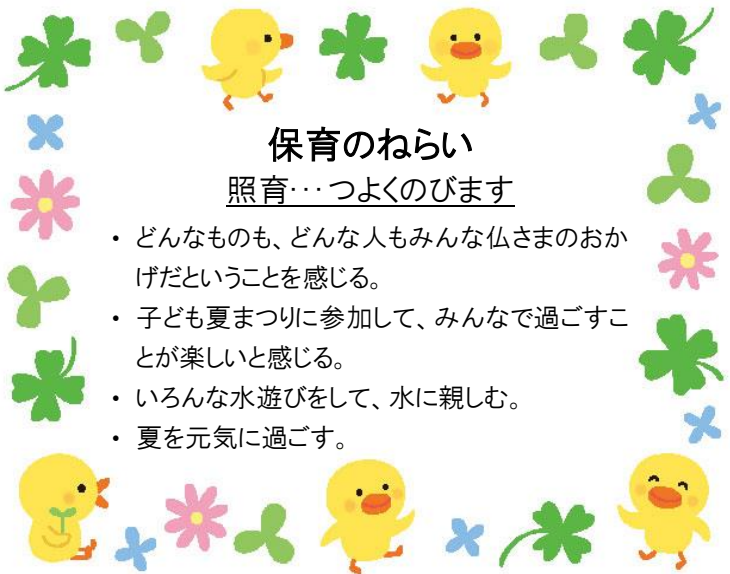 保育のねらい
照育…つよくのびます
・ どんなものも、どんな人もみんな仏さまのおか
げだということを感じる。
・ 子ども夏まつりに参加して、みんなで過ごすこ
とが楽しいと感じる。
・ いろんな水遊びをして、水に親しむ。
・ 夏を元気に過ごす。